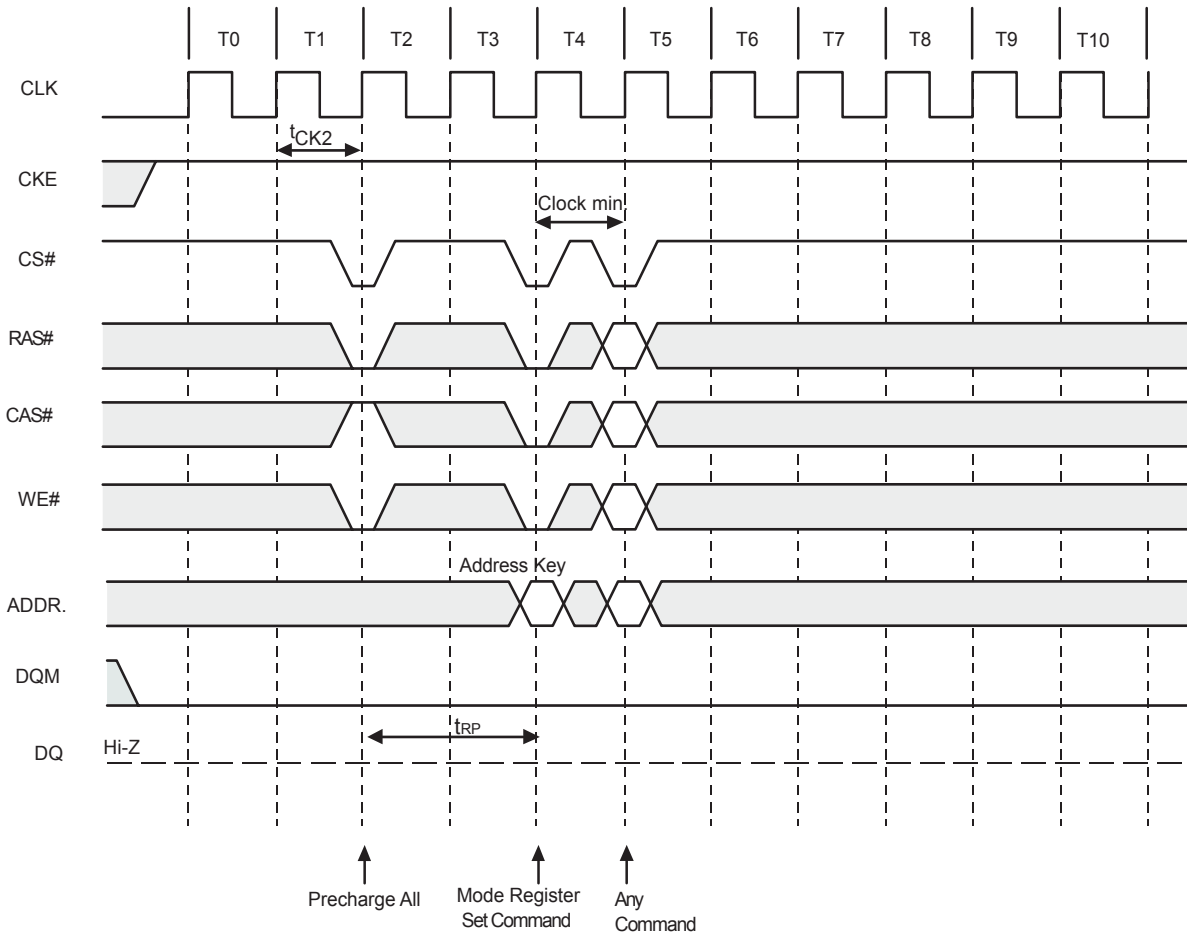 T0 T1 T2 T3 T4 T5 T6 T7 T8 T9 T10
CLK
tCK2
CKE
Clock min
CS#
RAS#
CAS#
WE#
Address Key
ADDR.
DQM
tRP
DQ Hi-Z
Precharge All
Mode Register
Set Command
Any
Command